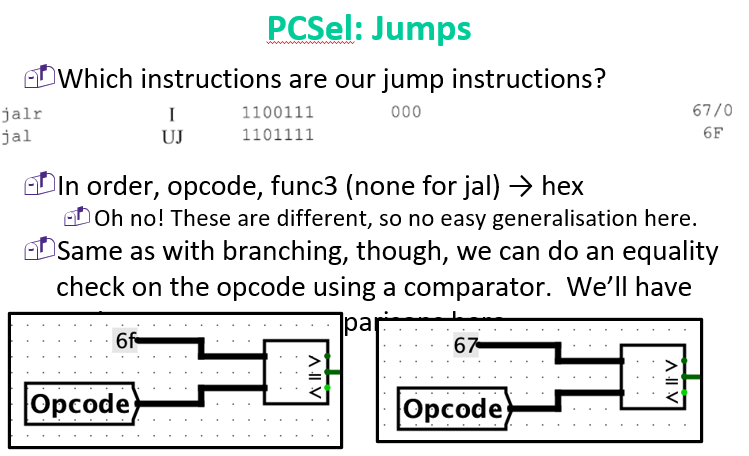 PCSel: Jumps
Which instructions are our jump instructions?
jalr I 1100111 000 67/0
jal UJ 1101111 6F
In order, opcode, func3 (none for jal) → hex
Oh no! These are different, so no easy generalisation here.
Same as with branching, though, we can do an equality
check on the opcode using a comparator. We’ll have
6f
Opcode
> = <
67
Opcode
> = <